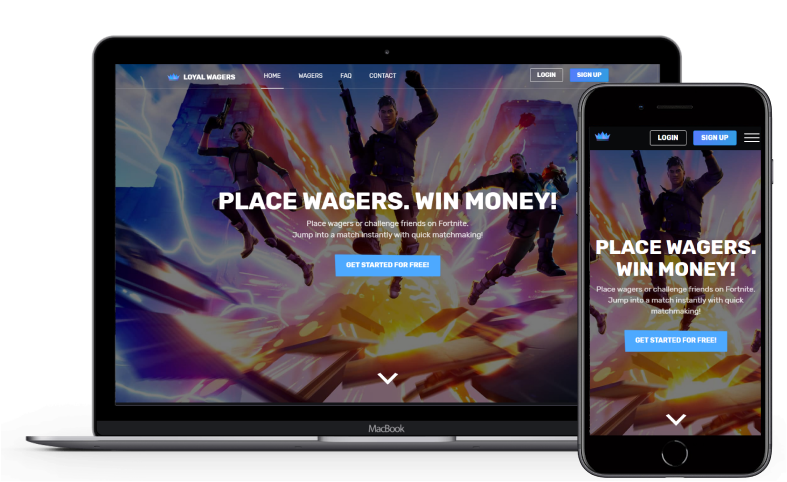 LOYAL WAGERS HOME WAGERS FAQ CONTACT LOGIN SIGN UP
PLACE WAGERS. WIN MONEY!
Place wagers or challenge friends on Fortnite.
Jump into a match instantly with quick matchmaking!
GET STARTED FOR FREE!
MacBook
LOGIN SIGN UP
PLACE WAGERS.
WIN MONEY!
Place wagers or challenge friends on Fortnite.
Jump into a match instantly with quick
matchmaking!
GET STARTED FOR FREE!